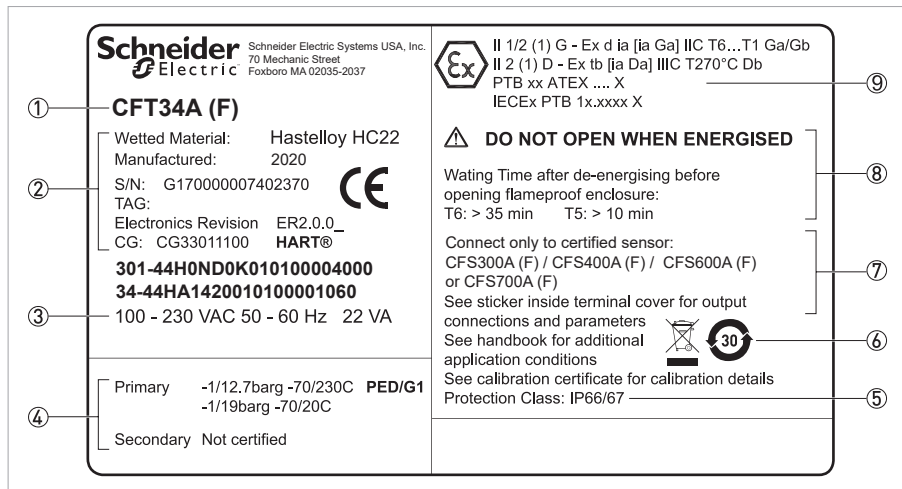 Schneider Electric
Schneider Electric Systems USA, Inc.
70 Mechanic Street
Foxboro MA 02035-2037
① CFT34A (F)
Wetted Material: Hastelloy HC22
Manufactured: 2020
② S/N: G170000007402370
TAG:
Electronics Revision ER2.0.0_
CG: CG33011100 HART®
CE
301-44H0ND0K010100004000
34-44HA1420010100001060
③ 100 - 230 VAC 50 - 60 Hz 22 VA
④
Primary -1/12.7barg -70/230C PED/G1
-1/19barg -70/20C
Secondary Not certified
Ex
II 1/2 (1) G - Ex d ia [ia Ga] IIC T6...T1 Ga/Gb
II 2 (1) D - Ex tb [ia Da] IIIC T270°C Db
PTB xx ATEX .... X ⑨
IECEx PTB 1x.xxxx X
DO NOT OPEN WHEN ENERGISED
Wating Time after de-energising before ⑧
opening flameproof enclosure:
T6: > 35 min T5: > 10 min
Connect only to certified sensor:
CFS300A (F) / CFS400A (F) / CFS600A (F) ⑦
or CFS700A (F)
See sticker inside terminal cover for output
connections and parameters
See handbook for additional 30 ⑥
application conditions
See calibration certificate for calibration details
Protection Class: IP66/67 ⑤